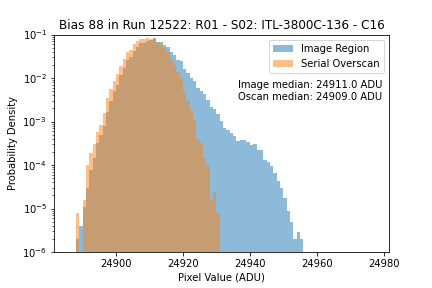 Bias 88 in Run 12522: R01 - S02: ITL-3800C-136 - C16
Image Region
Serial Overscan
Image median: 24911.0 ADU
Oscan median: 24909.0 ADU
Probability Density
10⁻¹
10⁻²
10⁻³
10⁻⁴
10⁻⁵
10⁻⁶
24900 24920 24940 24960 24980
Pixel Value (ADU)